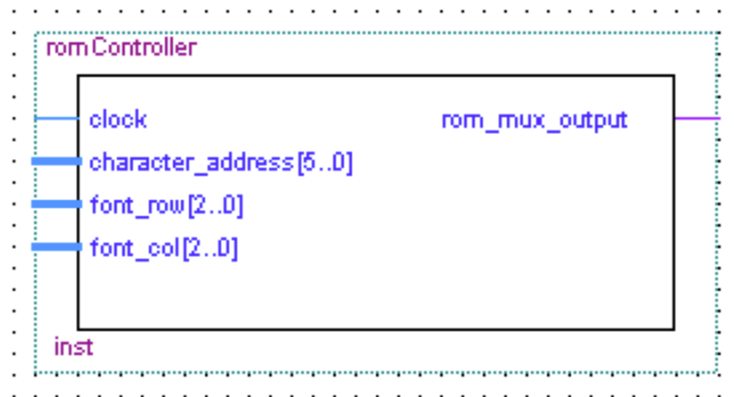 romController
clock rom_mux_output
character_address[5..0]
font_row[2..0]
font_col[2..0]
inst